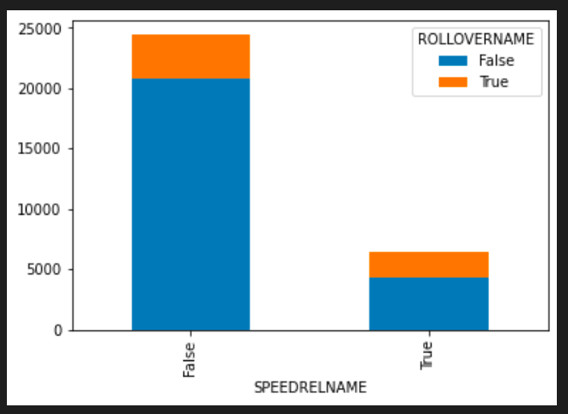 25000
20000
15000
10000
5000
0
ROLLOVERNAME
False
True
False
True
SPEEDRELNAME